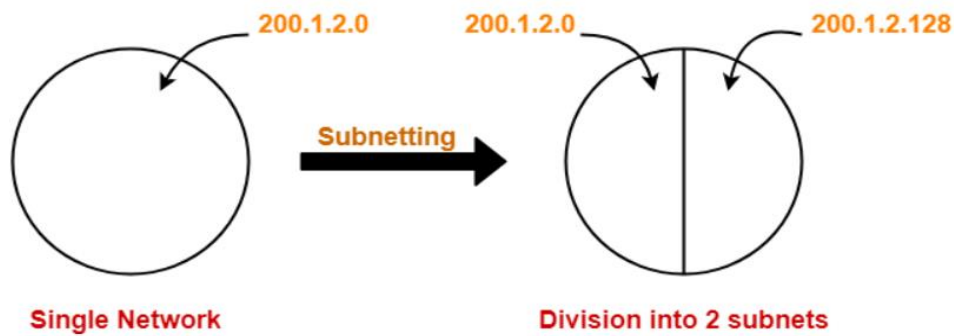 200.1.2.0
200.1.2.0
200.1.2.128
Subnetting
Single Network
Division into 2 subnets